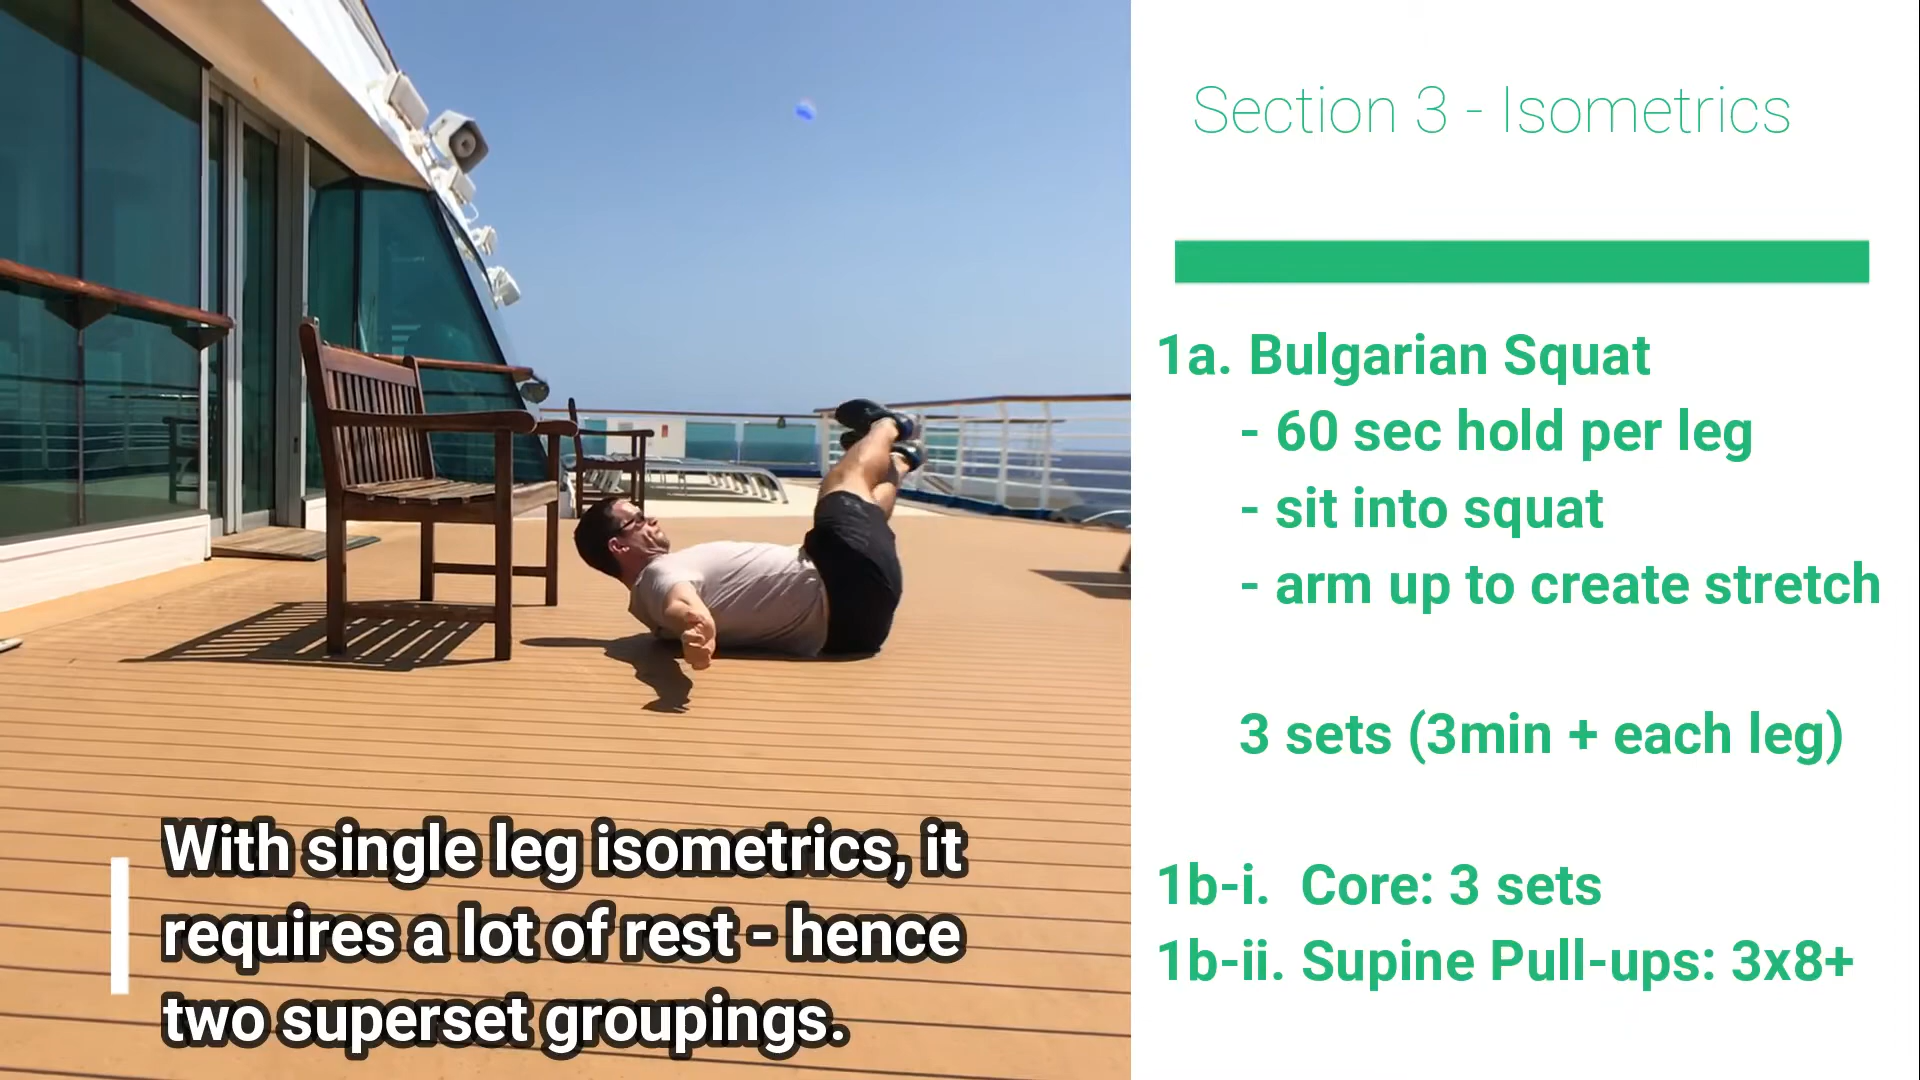 Section 3 - Isometrics
1a. Bulgarian Squat
- 60 sec hold per leg
- sit into squat
- arm up to create stretch
3 sets (3min + each leg)
1b-i. Core: 3 sets
1b-ii. Supine Pull-ups: 3x8+
With single leg isometrics, it
requires a lot of rest - hence
two superset groupings.